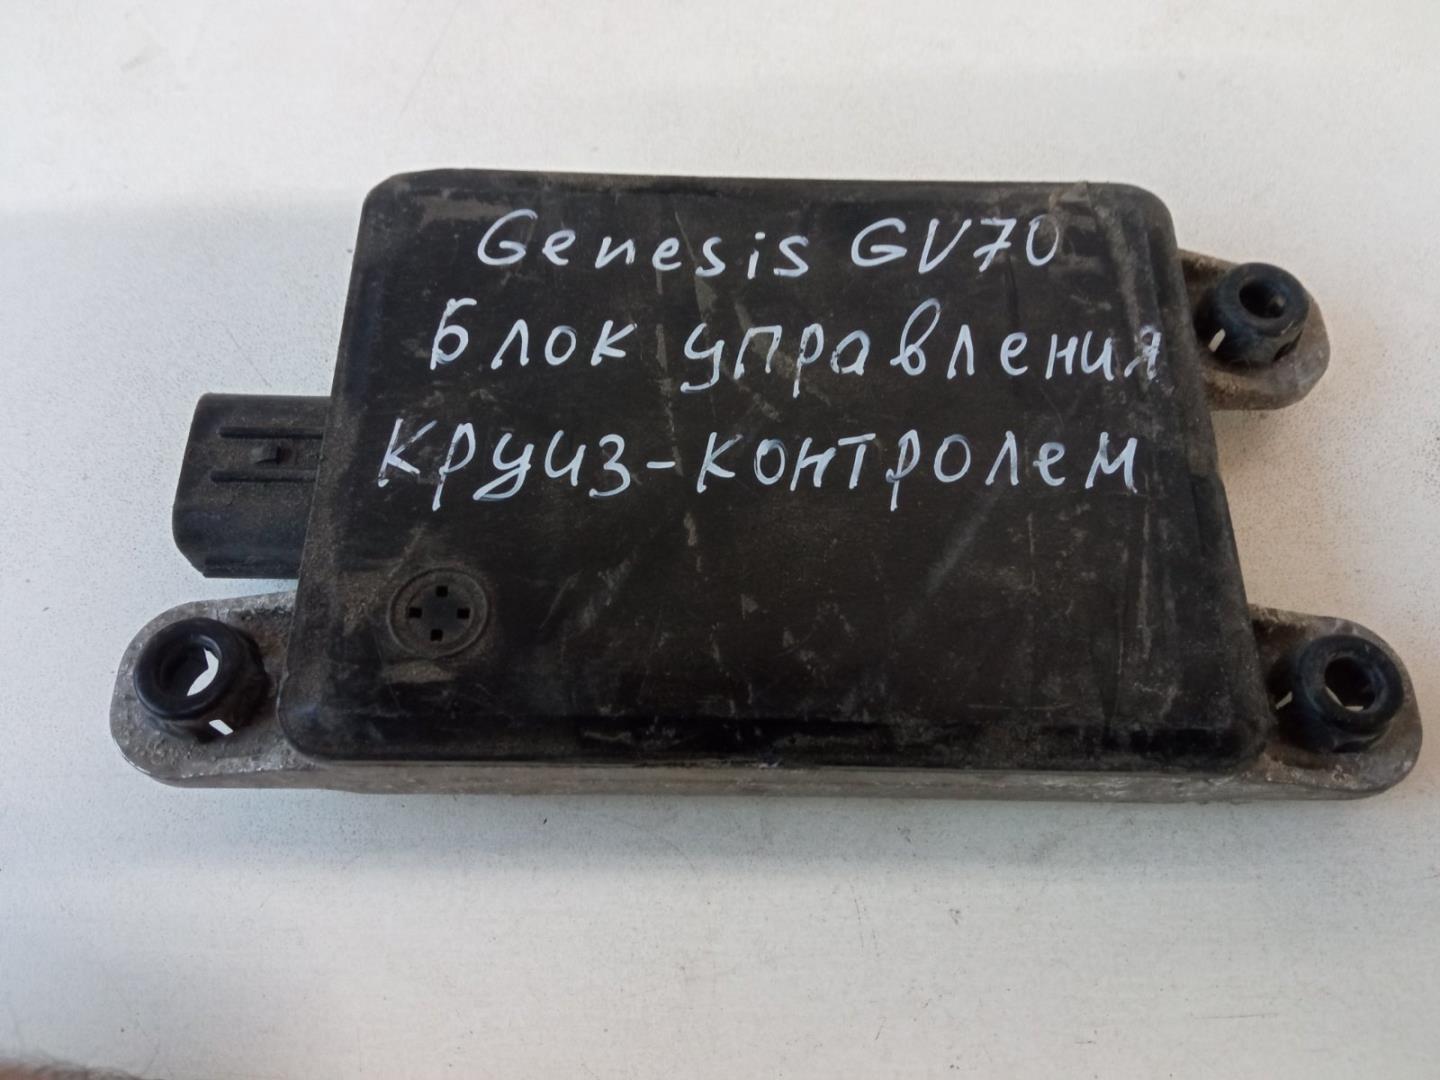 Genesis GV70
Блок управления
круиз-контролем